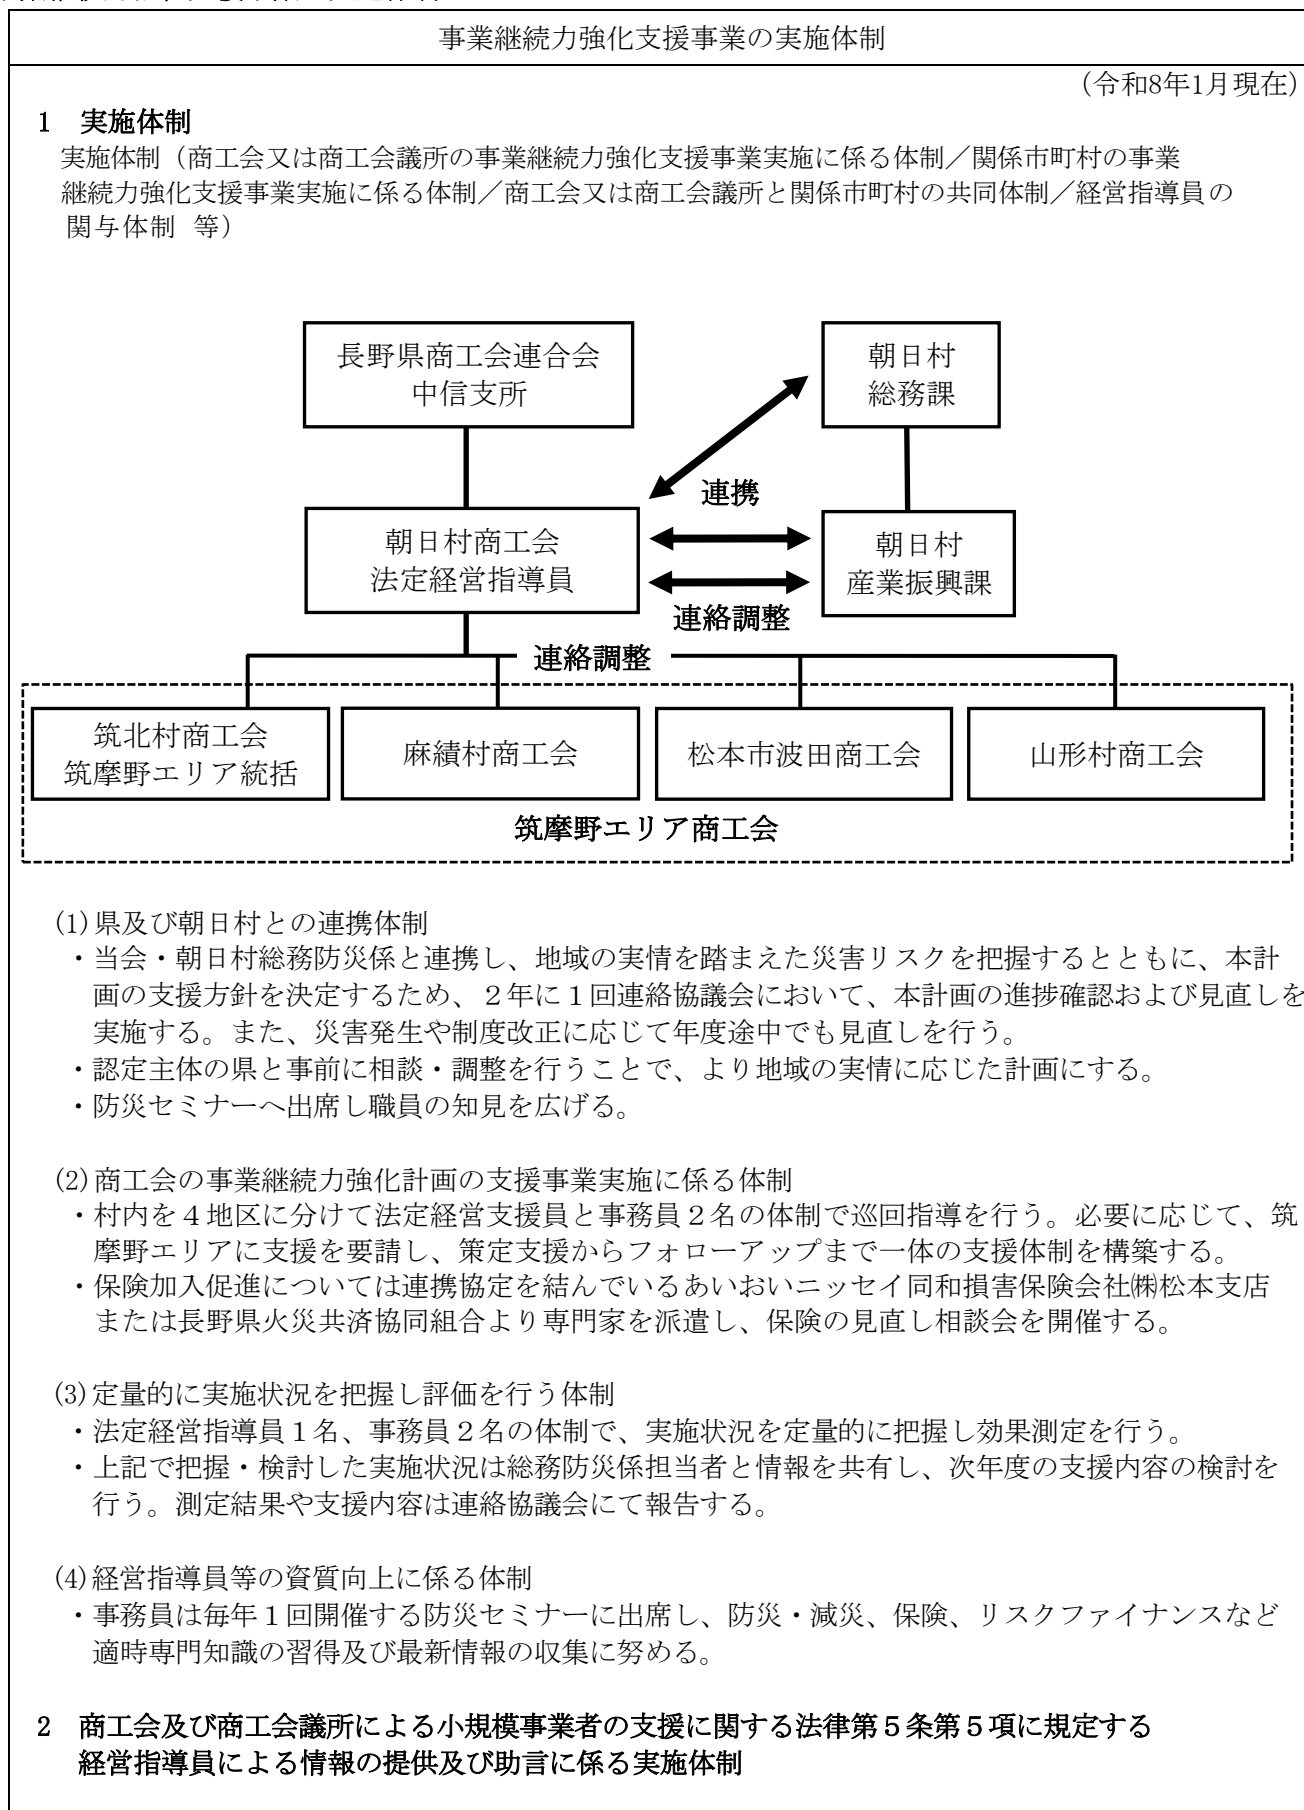 事業継続力強化支援事業の実施体制
（令和8年1月現在）
1　実施体制
実施体制（商工会又は商工会議所の事業継続力強化支援事業実施に係る体制／関係市町村の事業
継続力強化支援事業実施に係る体制／商工会又は商工会議所と関係市町村の共同体制／経営指導員の
関与体制 等）
長野県商工会連合会
中信支所
朝日村
総務課
連携
朝日村商工会
法定経営指導員
朝日村
産業振興課
連絡調整
連絡調整
筑北村商工会
筑摩野エリア統括
麻績村商工会
松本市波田商工会
山形村商工会
筑摩野エリア商工会
(1)県及び朝日村との連携体制
・当会・朝日村総務防災係と連携し、地域の実情を踏まえた災害リスクを把握するとともに、本計
画の支援方針を決定するため、２年に１回連絡協議会において、本計画の進捗確認および見直しを
実施する。また、災害発生や制度改正に応じて年度途中でも見直しを行う。
・認定主体の県と事前に相談・調整を行うことで、より地域の実情に応じた計画にする。
・防災セミナーへ出席し職員の知見を広げる。
(2)商工会の事業継続力強化計画の支援事業実施に係る体制
・村内を４地区に分けて法定経営支援員と事務員２名の体制で巡回指導を行う。必要に応じて、筑
摩野エリアに支援を要請し、策定支援からフォローアップまで一体の支援体制を構築する。
・保険加入促進については連携協定を結んでいるあいおいニッセイ同和損害保険会社㈱松本支店
または長野県火災共済協同組合より専門家を派遣し、保険の見直し相談会を開催する。
(3)定量的に実施状況を把握し評価を行う体制
・法定経営指導員１名、事務員２名の体制で、実施状況を定量的に把握し効果測定を行う。
・上記で把握・検討した実施状況は総務防災係担当者と情報を共有し、次年度の支援内容の検討を
行う。測定結果や支援内容は連絡協議会にて報告する。
(4)経営指導員等の資質向上に係る体制
・事務員は毎年１回開催する防災セミナーに出席し、防災・減災、保険、リスクファイナンスなど
適時専門知識の習得及び最新情報の収集に努める。
2　商工会及び商工会議所による小規模事業者の支援に関する法律第５条第５項に規定する
経営指導員による情報の提供及び助言に係る実施体制